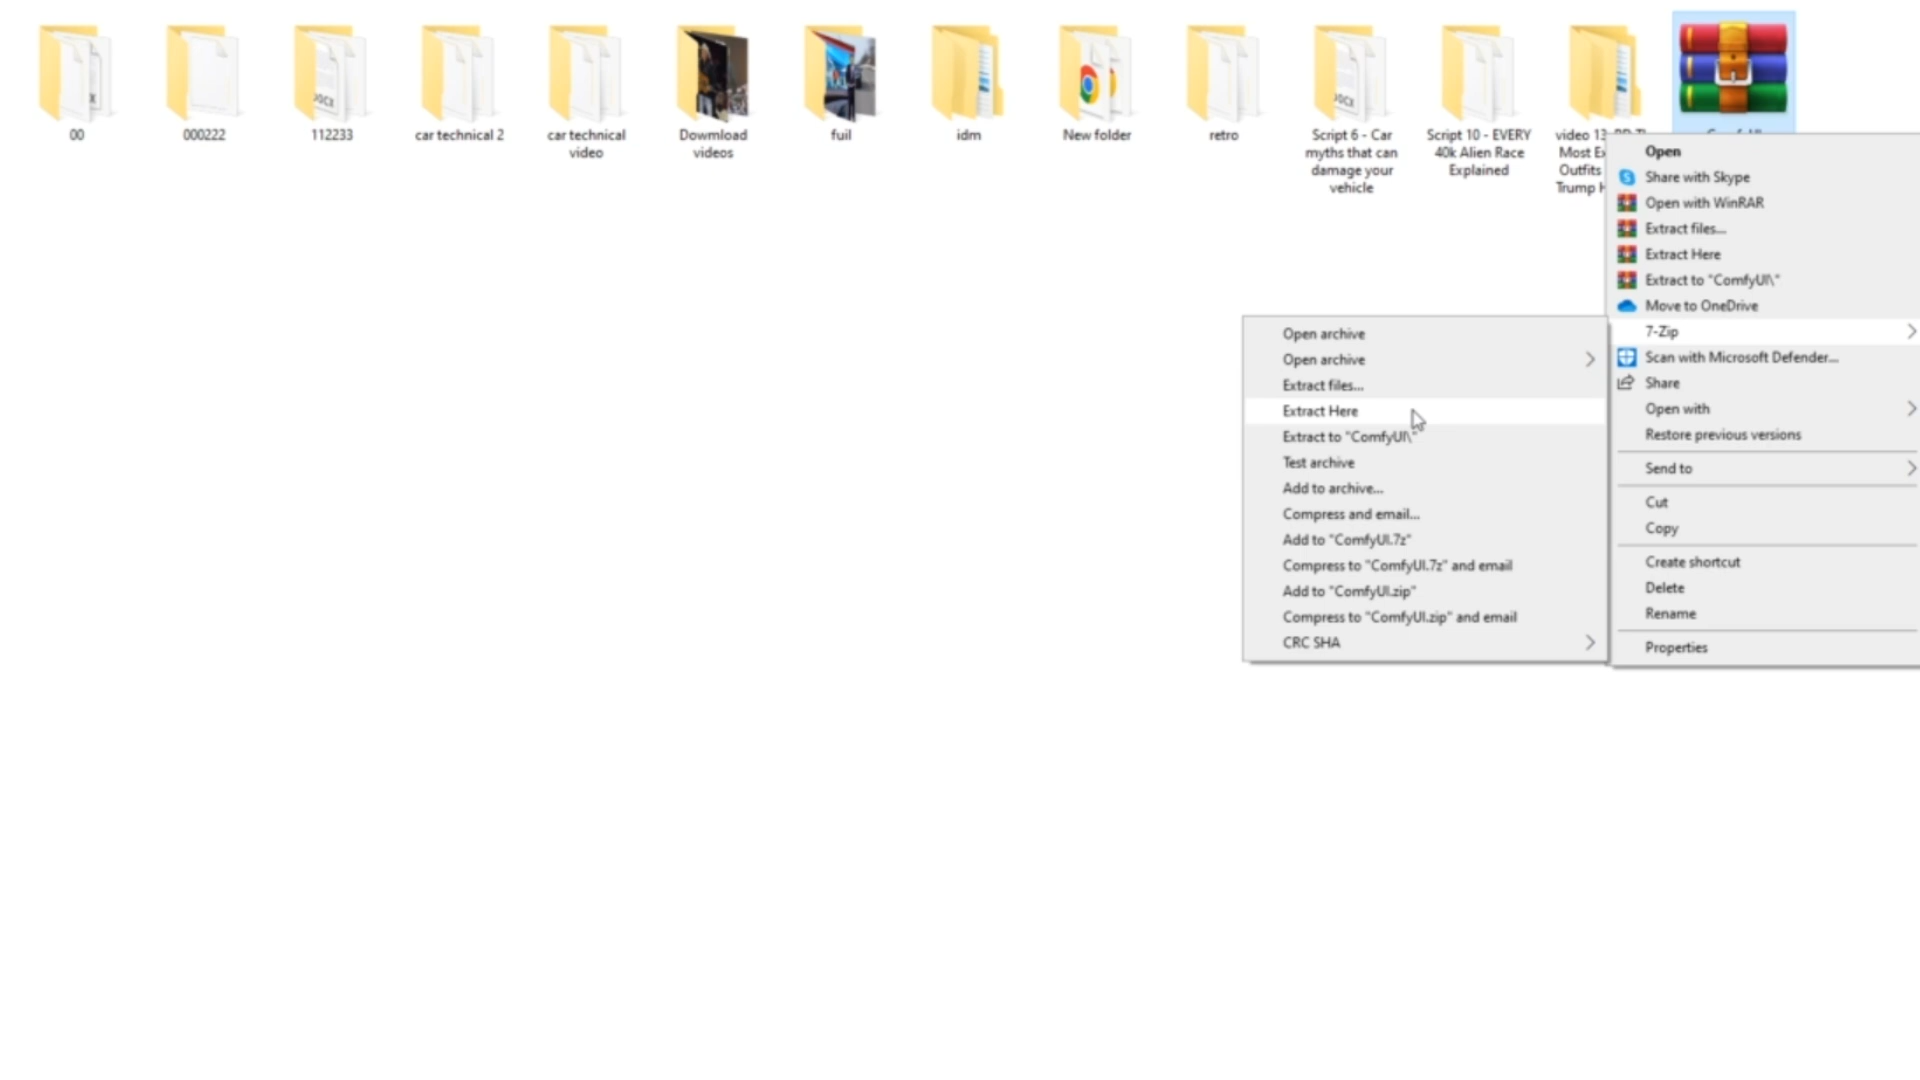 00
000222
112233
car technical 2
car technical
video
Dowmload
videos
fuil
idm
New folder
retro
Script 6 - Car
myths that can
damage your
vehicle
Script 10 - EVERY
40k Alien Race
Explained
video 13
Most Ex
Outfits
Trump H
Open
Share with Skype
Open with WinRAR
Extract files...
Extract Here
Extract to "ComfyUI\"
Move to OneDrive
7-Zip
Scan with Microsoft Defender...
Share
Open with
Restore previous versions
Send to
Cut
Copy
Create shortcut
Delete
Rename
Properties
Open archive
Open archive
Extract files...
Extract Here
Extract to "ComfyUI\"
Test archive
Add to archive...
Compress and email...
Add to "ComfyUI.7z"
Compress to "ComfyUI.7z" and email
Add to "ComfyUI.zip"
Compress to "ComfyUI.zip" and email
CRC SHA